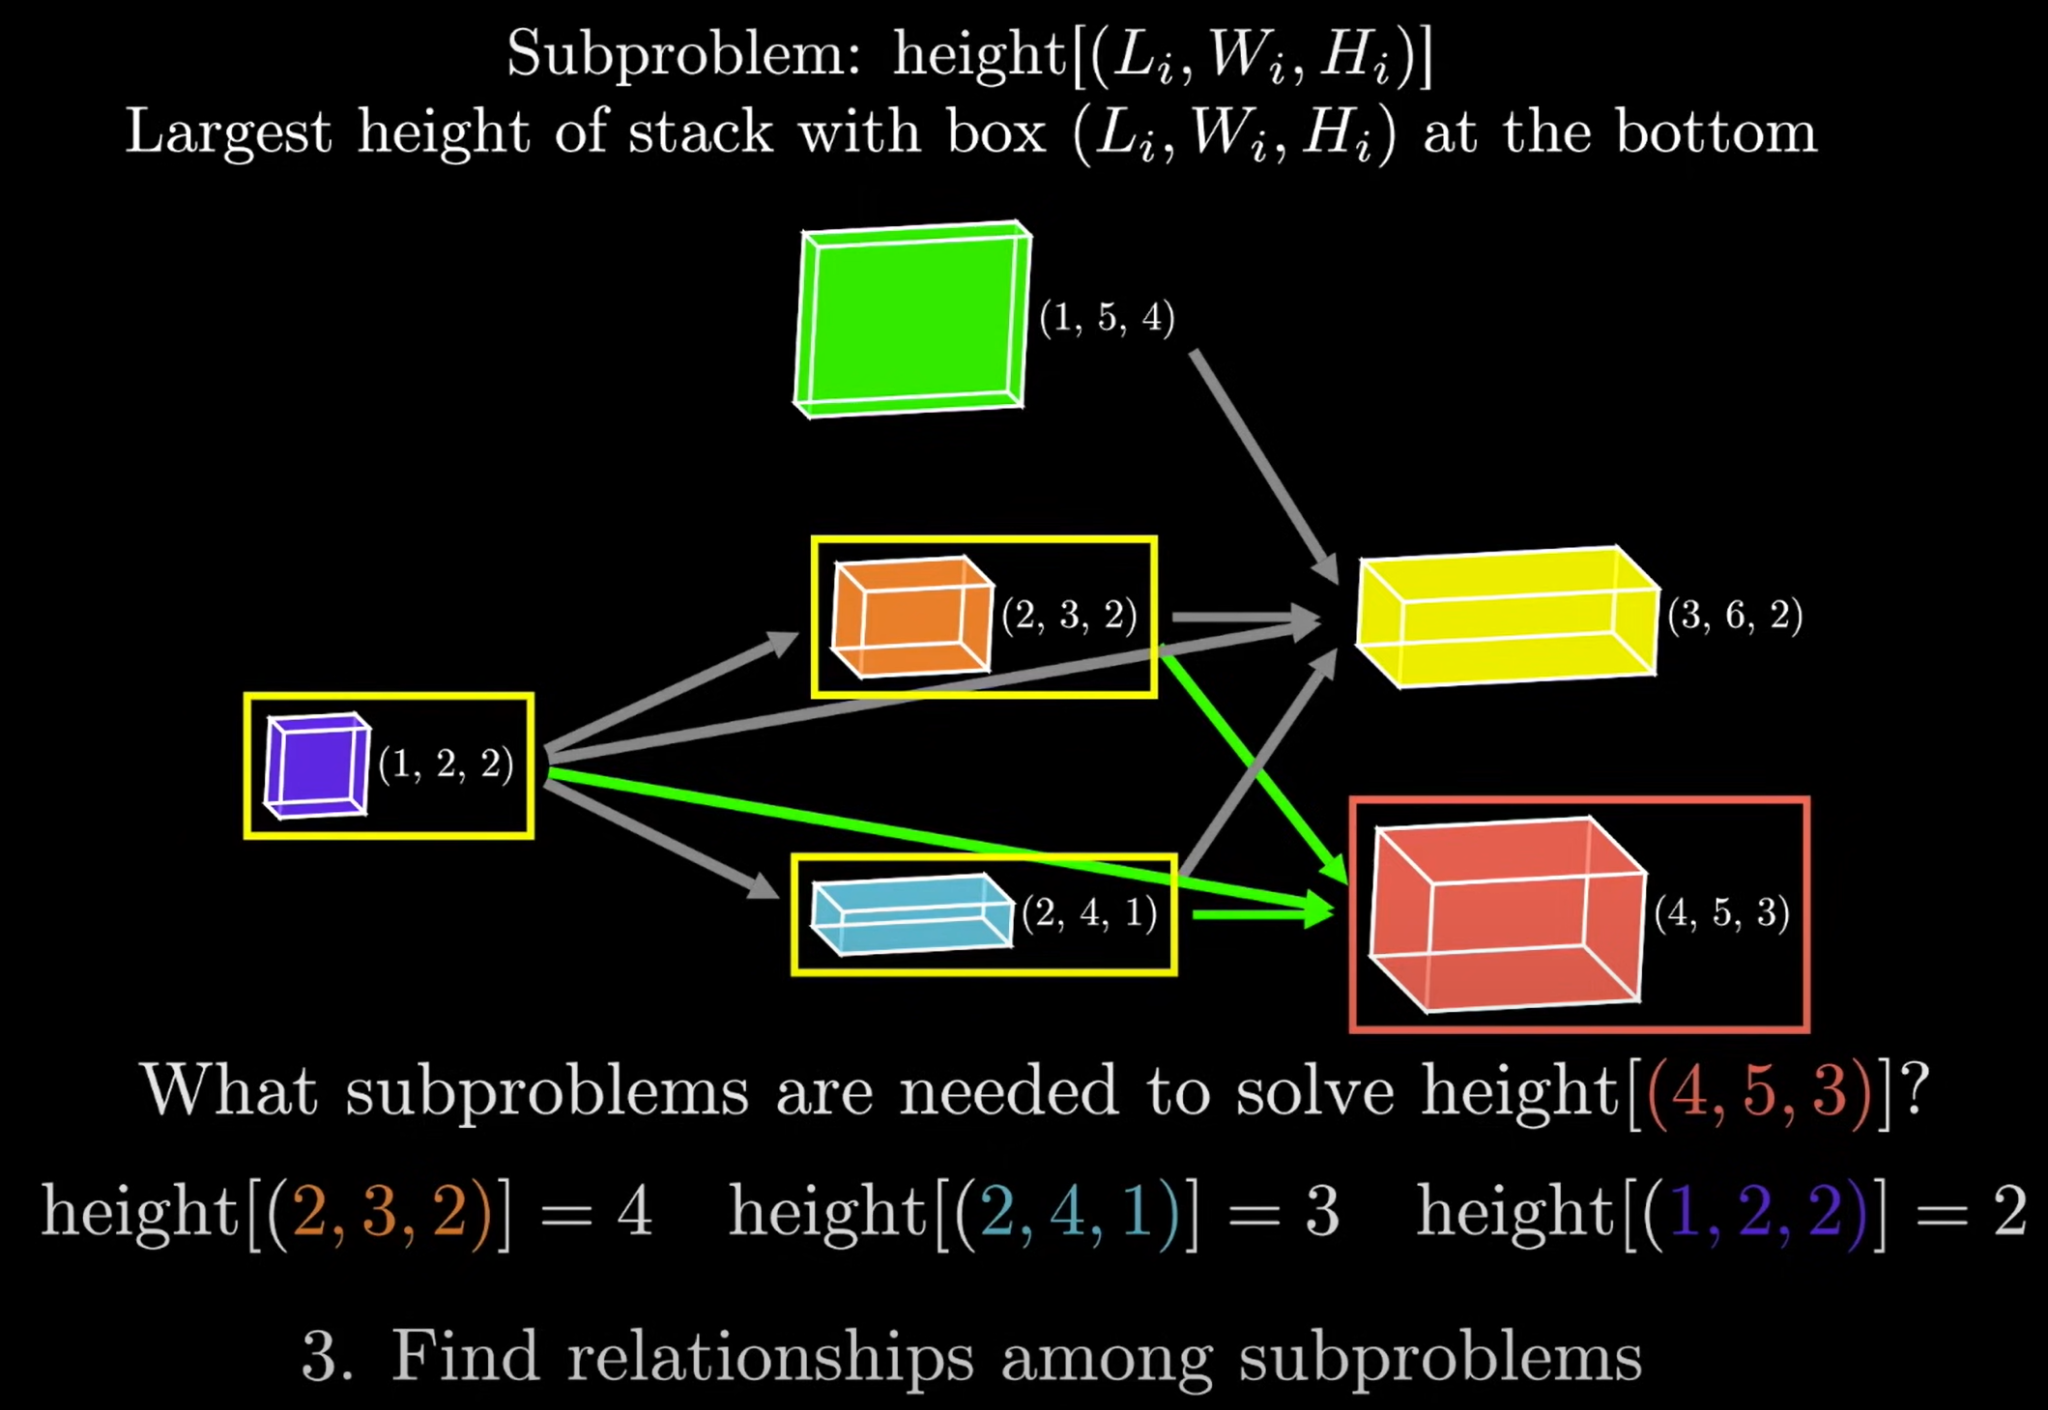 Subproblem: height[(L_i, W_i, H_i)]
Largest height of stack with box (L_i, W_i, H_i) at the bottom
(1, 5, 4)
(2, 3, 2)
(3, 6, 2)
(1, 2, 2)
(2, 4, 1)
(4, 5, 3)
What subproblems are needed to solve height[(4, 5, 3)]?
height[(2, 3, 2)] = 4 height[(2, 4, 1)] = 3 height[(1, 2, 2)] = 2
3. Find relationships among subproblems